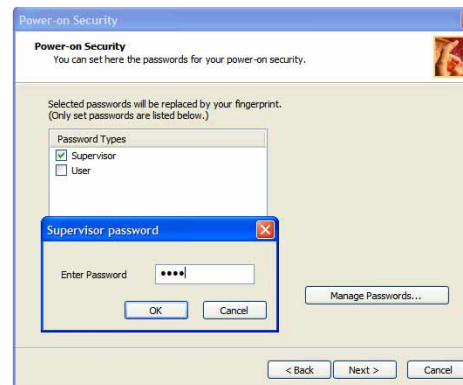 Power-on Security
Power-on Security
You can set here the passwords for your power-on security.
Selected passwords will be replaced by your fingerprint.
(Only set passwords are listed below.)
Password Types
Supervisor
User
Supervisor password
Enter Password ••••
OK Cancel
Manage Passwords...
< Back Next > Cancel